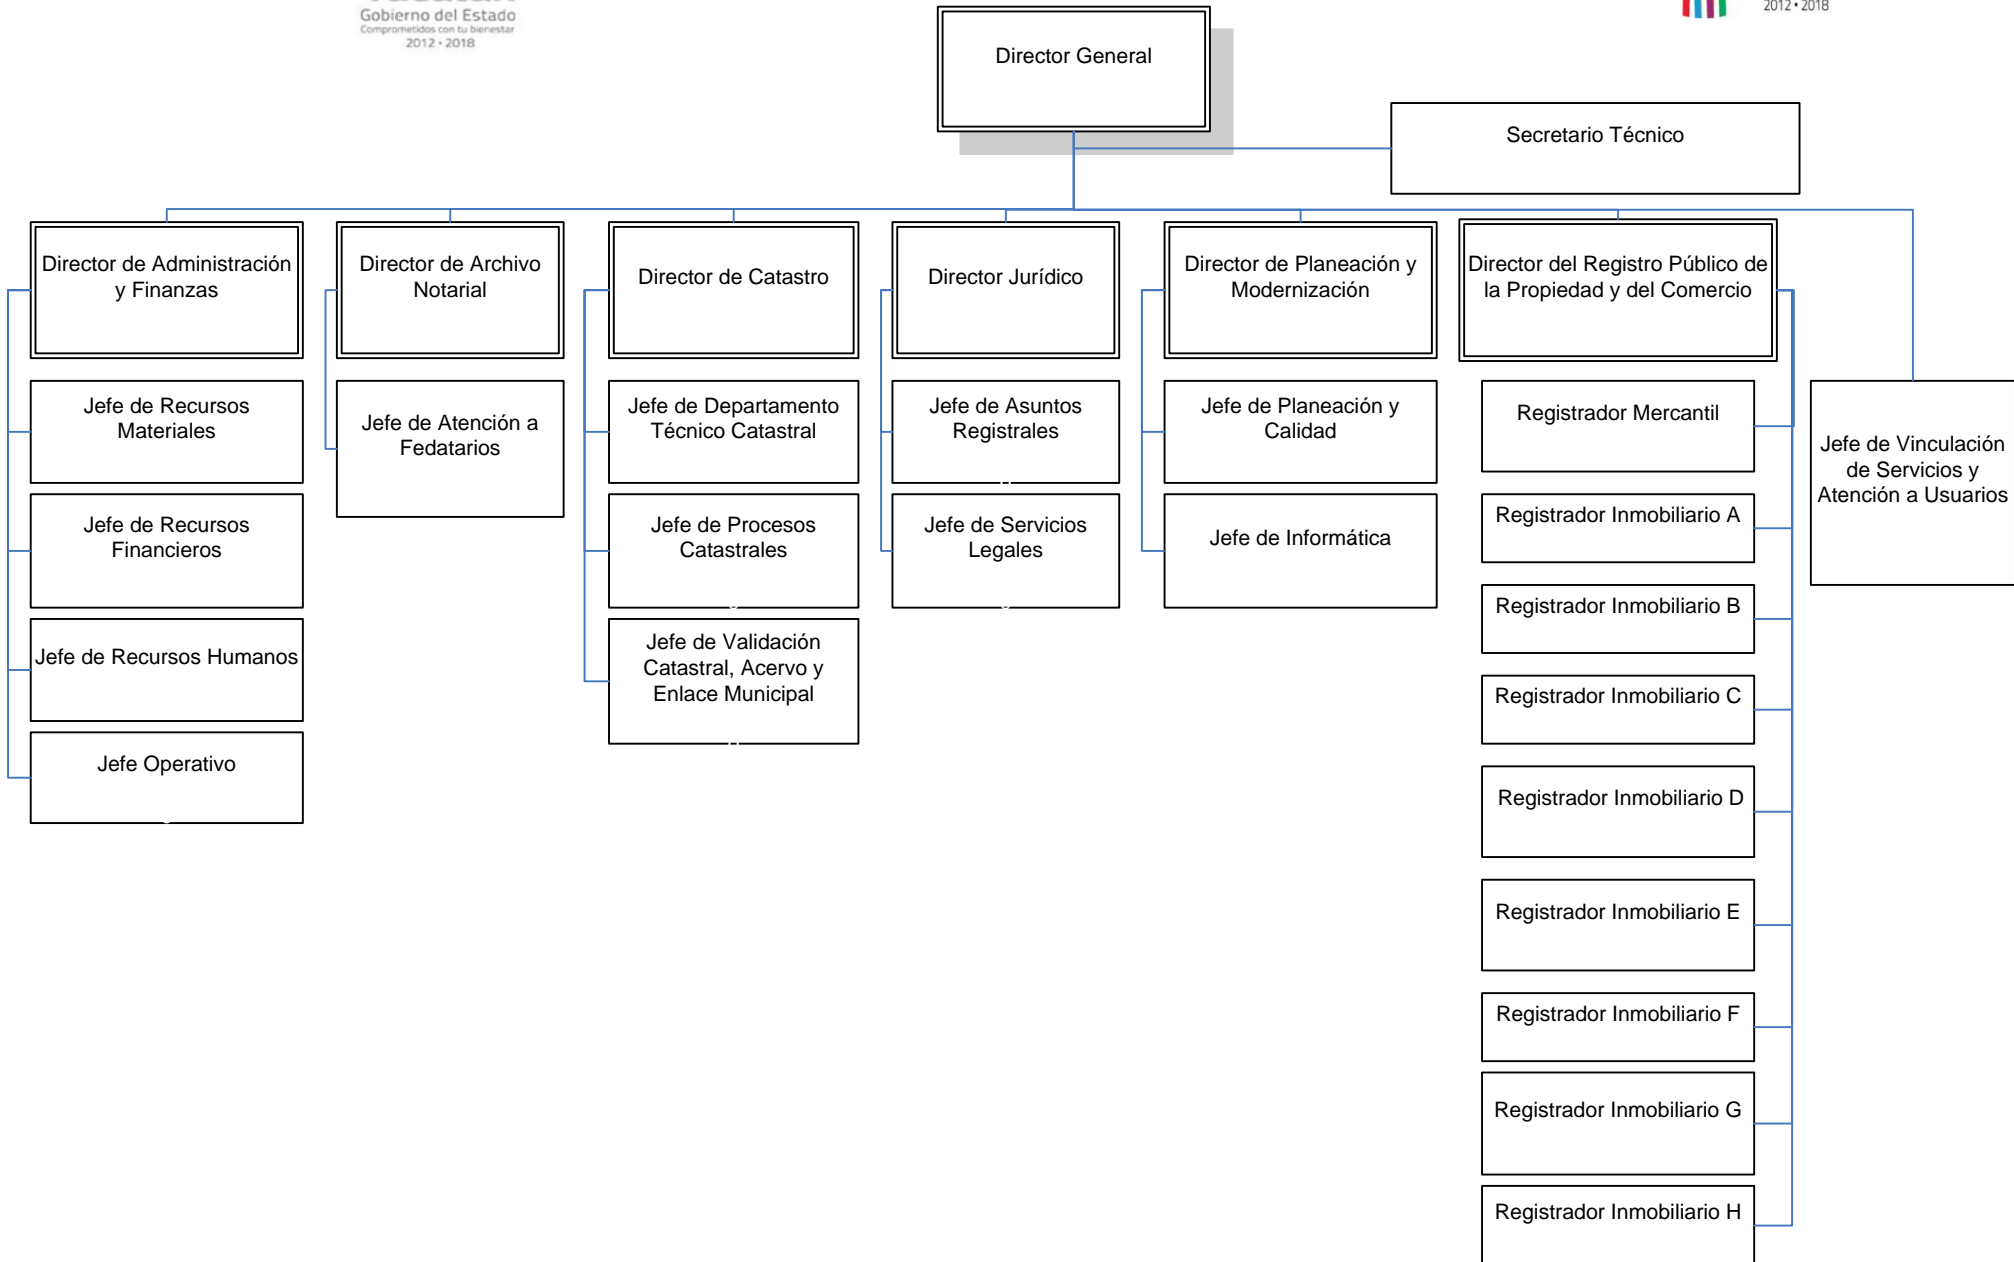 Gobierno del Estado
Comprometidos con tu bienestar
2012 • 2018
2012 • 2018
Director General
Secretario Técnico
Director de Administración
y Finanzas
Director de Archivo
Notarial
Director de Catastro
Director Jurídico
Director de Planeación y
Modernización
Director del Registro Público de
la Propiedad y del Comercio
Jefe de Recursos
Materiales
Jefe de Recursos
Financieros
Jefe de Recursos Humanos
Jefe Operativo
Jefe de Atención a
Fedatarios
Jefe de Departamento
Técnico Catastral
Jefe de Procesos
Catastrales
Jefe de Validación
Catastral, Acervo y
Enlace Municipal
Jefe de Asuntos
Registrales
Jefe de Servicios
Legales
Jefe de Planeación y
Calidad
Jefe de Informática
Registrador Mercantil
Registrador Inmobiliario A
Registrador Inmobiliario B
Registrador Inmobiliario C
Registrador Inmobiliario D
Registrador Inmobiliario E
Registrador Inmobiliario F
Registrador Inmobiliario G
Registrador Inmobiliario H
Jefe de Vinculación
de Servicios y
Atención a Usuarios